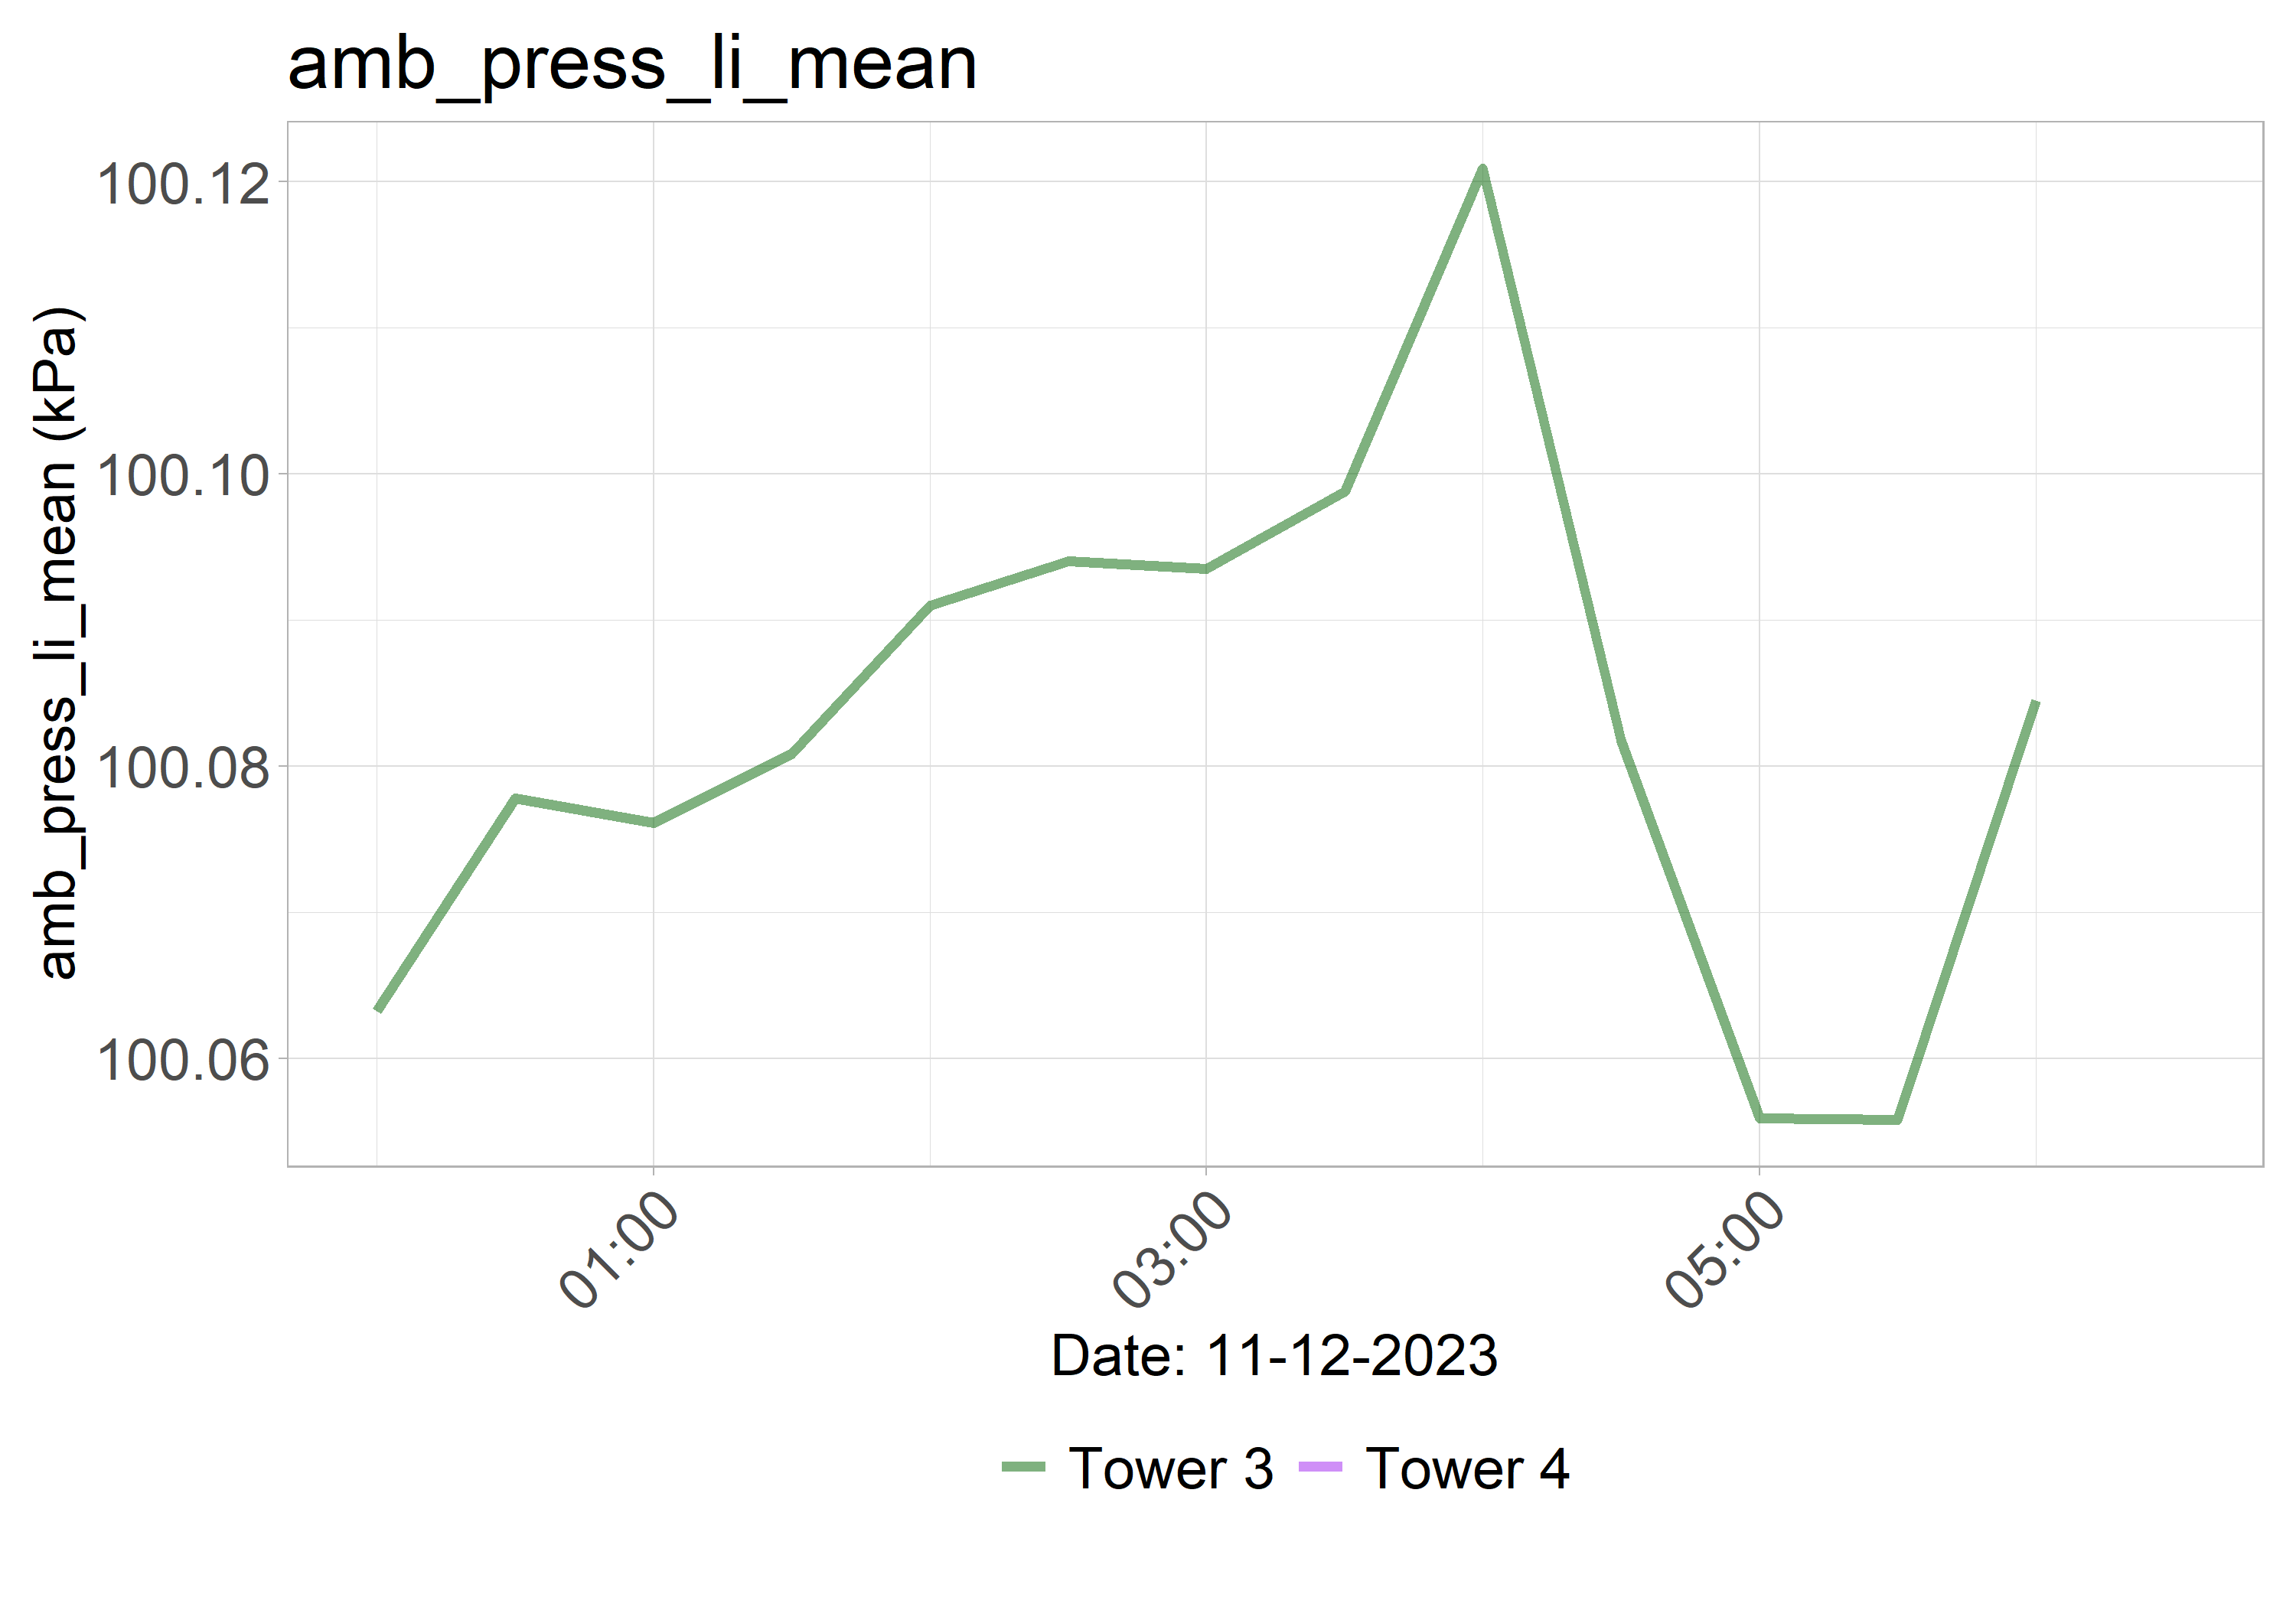 amb_press_li_mean
amb_press_li_mean (kPa)
100.12
100.10
100.08
100.06
01:00
03:00
05:00
Date: 11-12-2023
Tower 3
Tower 4